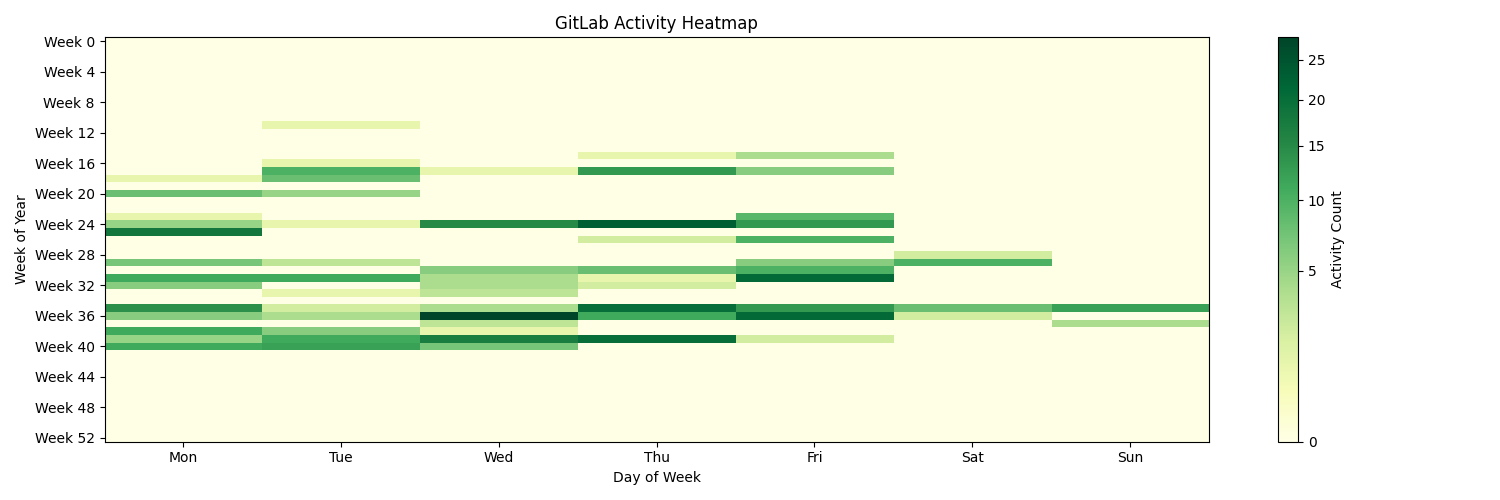 GitLab Activity Heatmap
Week 0
Week 4
Week 8
Week 12
Week 16
Week 20
Week 24
Week 28
Week 32
Week 36
Week 40
Week 44
Week 48
Week 52
Week of Year
Mon Tue Wed Thu Fri Sat Sun
Day of Week
25
20
15
10
5
0
Activity Count